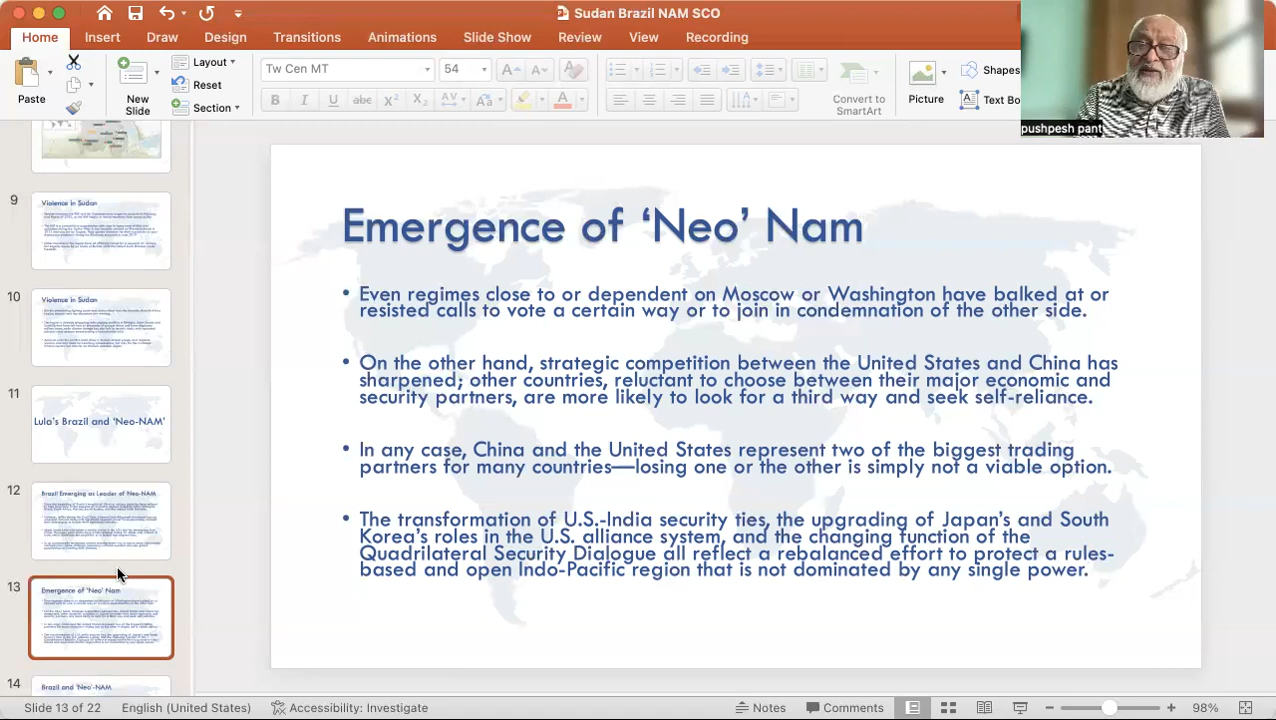 Sudan Brazil NAM SCO
Home Insert Draw Design Transitions Animations Slide Show Review View Recording
Paste
New
Slide
Layout
Reset
Section
Tw Cen MT
54
Convert to
SmartArt
Picture
Shapes
Text Bo
pushpesh pant
9
Violence in Sudan
10
Violence in Sudan
11
Lula's Brazil and 'Neo-NAM'
12
Brazil Emerging as Leader of Neo-NAM
13
Emergence of 'Neo' Nam
14
Brazil and 'Neo'-NAM
Emergence of ‘Neo’ Nam
• Even regimes close to or dependent on Moscow or Washington have balked at or
resisted calls to vote a certain way or to join in condemnation of the other side.
• On the other hand, strategic competition between the United States and China has
sharpened; other countries, reluctant to choose between their major economic and
security partners, are more likely to look for a third way and seek self-reliance.
• In any case, China and the United States represent two of the biggest trading
partners for many countries—losing one or the other is simply not a viable option.
• The transformation of U.S.-India security ties, the upgrading of Japan’s and South
Korea’s roles in the U.S. alliance system, and the changing function of the
Quadrilateral Security Dialogue all reflect a rebalanced effort to protect a rules-
based and open Indo-Pacific region that is not dominated by any single power.
Slide 13 of 22 English (United States) Accessibility: Investigate Notes Comments 98%